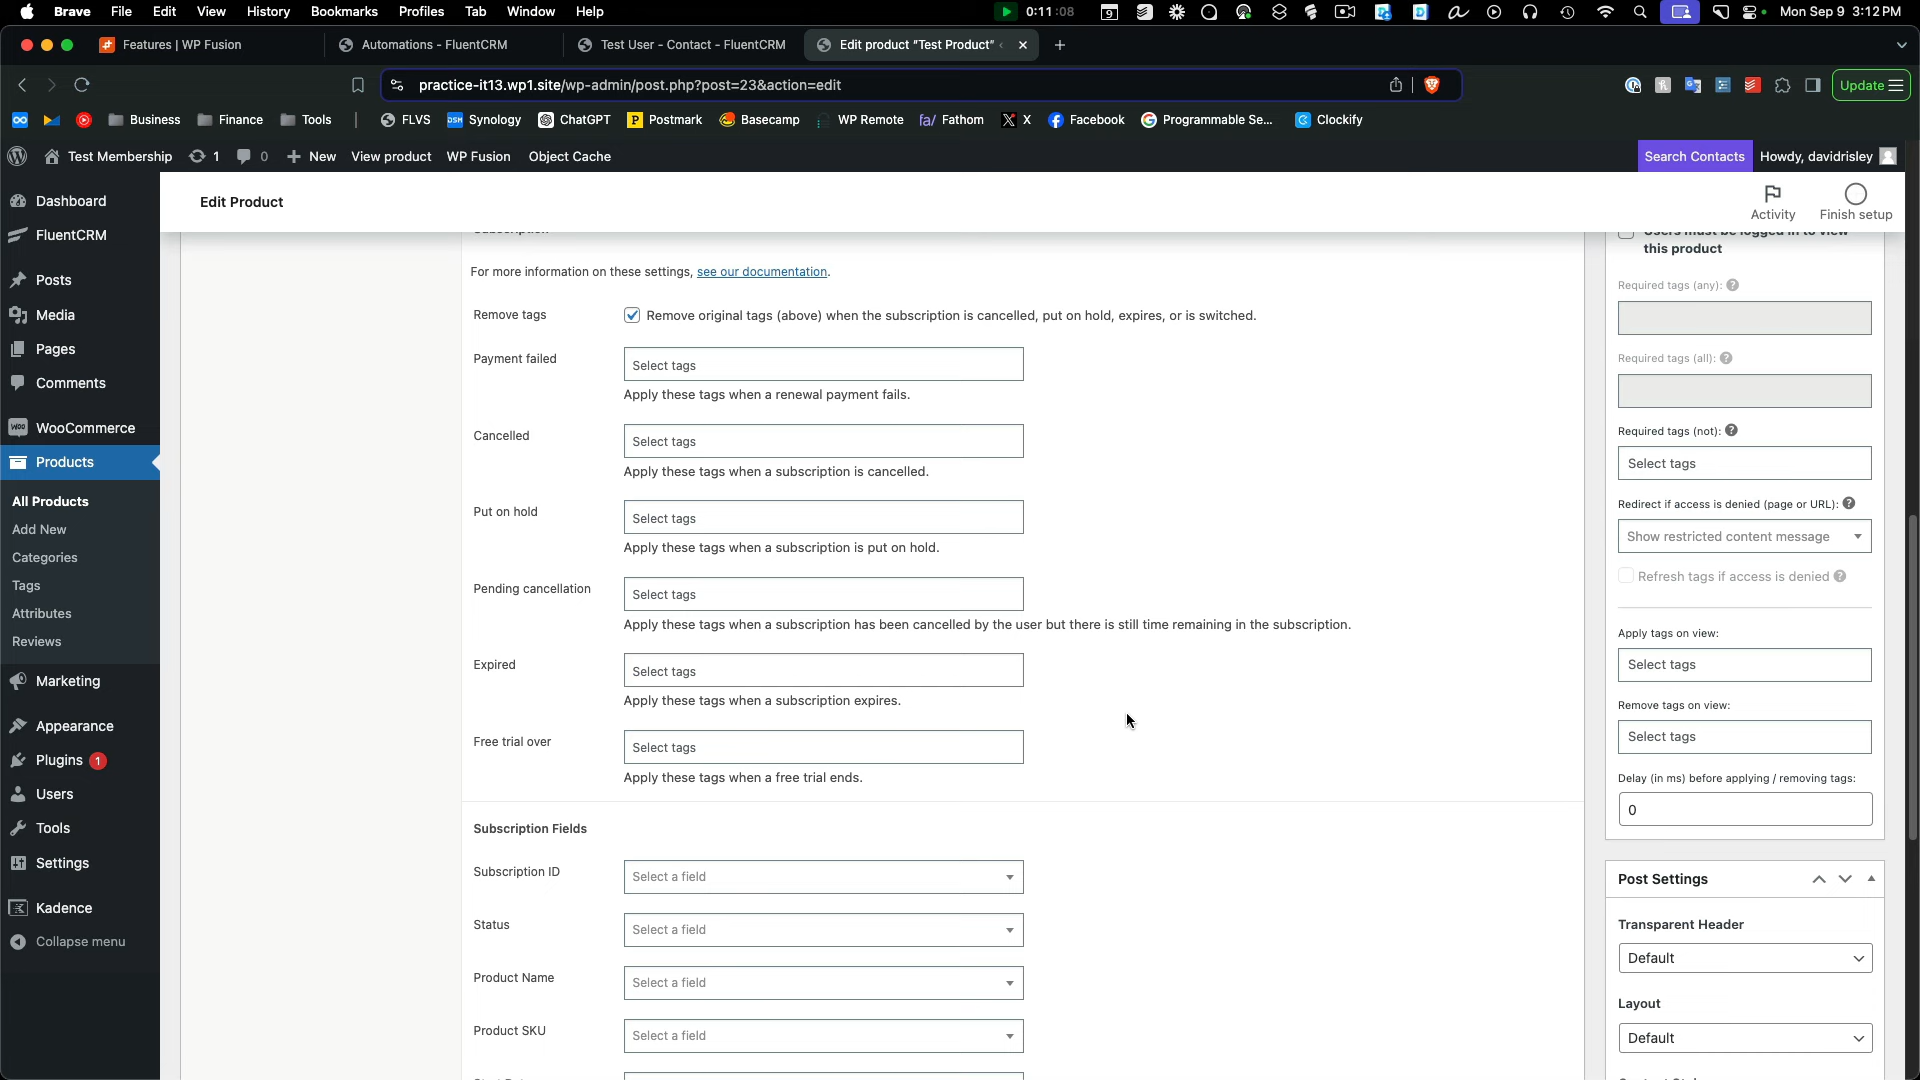 Brave File Edit View History Bookmarks Profiles Tab Window Help 0:11:08 9 Mon Sep 9 3:12 PM
Features | WP Fusion Automations - FluentCRM Test User - Contact - FluentCRM Edit product "Test Product" ‹
practice-it13.wp1.site/wp-admin/post.php?post=23&action=edit Update
Business Finance Tools FLVS DSM Synology ChatGPT Postmark Basecamp WP Remote fa/ Fathom X Facebook Programmable Se... Clockify
Test Membership 1 0 New View product WP Fusion Object Cache Search Contacts Howdy, davidrisley
Edit Product
Activity
Finish setup
Dashboard
FluentCRM
Posts
Media
Pages
Comments
WooCommerce
Products
All Products
Add New
Categories
Tags
Attributes
Reviews
Marketing
Appearance
Plugins 1
Users
Tools
Settings
Kadence
Collapse menu
For more information on these settings, see our documentation.
Remove tags
Remove original tags (above) when the subscription is cancelled, put on hold, expires, or is switched.
Payment failed
Select tags
Apply these tags when a renewal payment fails.
Cancelled
Select tags
Apply these tags when a subscription is cancelled.
Put on hold
Select tags
Apply these tags when a subscription is put on hold.
Pending cancellation
Select tags
Apply these tags when a subscription has been cancelled by the user but there is still time remaining in the subscription.
Expired
Select tags
Apply these tags when a subscription expires.
Free trial over
Select tags
Apply these tags when a free trial ends.
Subscription Fields
Subscription ID
Select a field
Status
Select a field
Product Name
Select a field
Product SKU
Select a field
Users must be logged in to view
this product
Required tags (any):
Required tags (all):
Required tags (not):
Select tags
Redirect if access is denied (page or URL):
Show restricted content message
Refresh tags if access is denied
Apply tags on view:
Select tags
Remove tags on view:
Select tags
Delay (in ms) before applying / removing tags:
0
Post Settings
Transparent Header
Default
Layout
Default